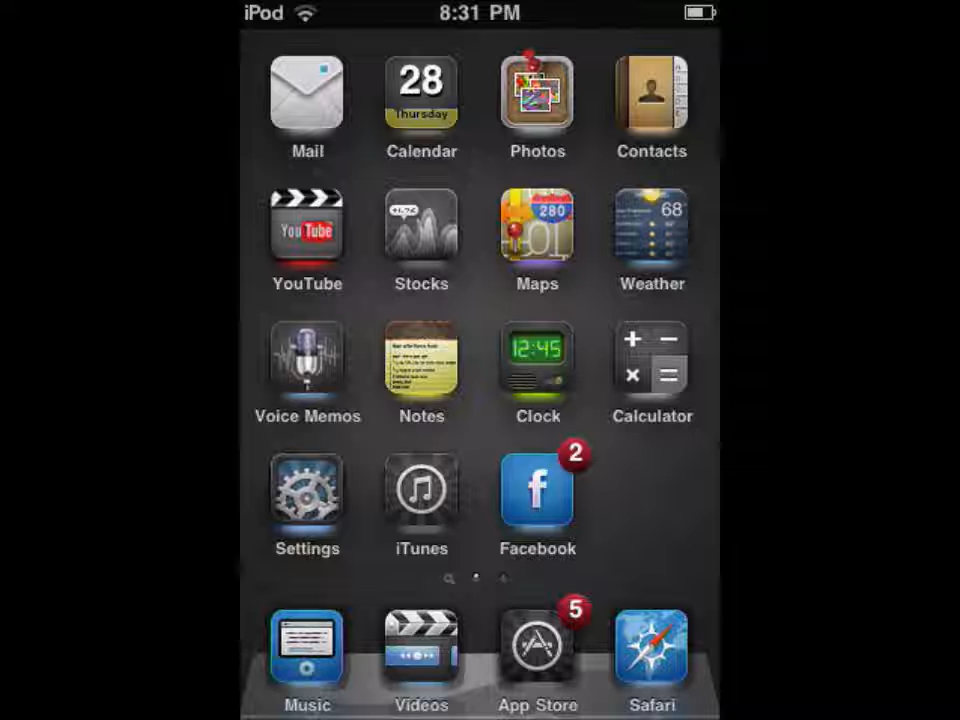 iPod 8:31 PM
28
Thursday
Mail Calendar Photos Contacts
YouTube 280 68
YouTube Stocks Maps Weather
12:45 + −
× =
Voice Memos Notes Clock Calculator
f 2
Settings iTunes Facebook
5
Music Videos App Store Safari